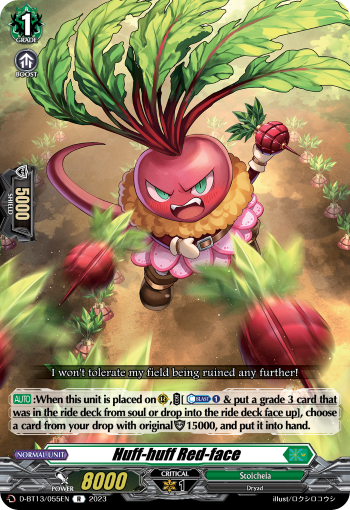 1
GRADE
BOOST
5000
SHIELD
I won't tolerate my field being ruined any further!
AUTO :When this unit is placed on , [ BLAST 1
& put a grade 3 card that
was in the ride deck from soul or drop into the ride deck face up], choose
a card from your drop with original 15000, and put it into hand.
NORMAL UNIT
Huff-huff Red-face
POWER 8000
CRITICAL
1
Stoicheia
Dryad
D-BT13/055EN R 2023
illust/ロクシロコウシ